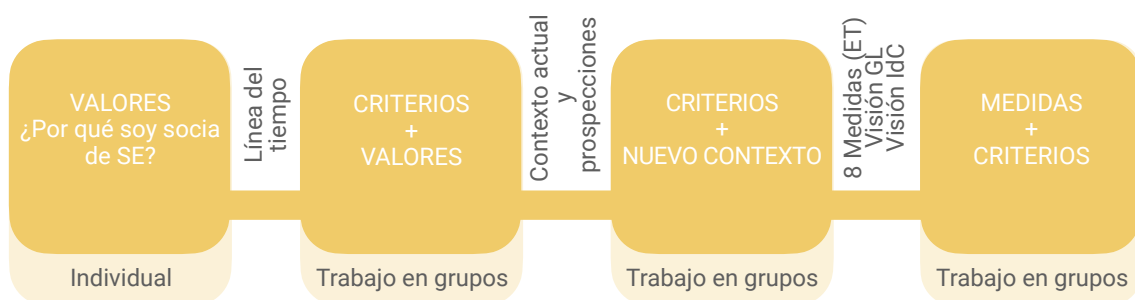 VALORES
¿Por qué soy socia
de SE?
Individual
Línea del
tiempo
CRITERIOS
+
VALORES
Trabajo en grupos
Contexto actual
y
prospecciones
CRITERIOS
+
NUEVO CONTEXTO
Trabajo en grupos
8 Medidas (ET)
Visión GL
Visión IdC
MEDIDAS
+
CRITERIOS
Trabajo en grupos